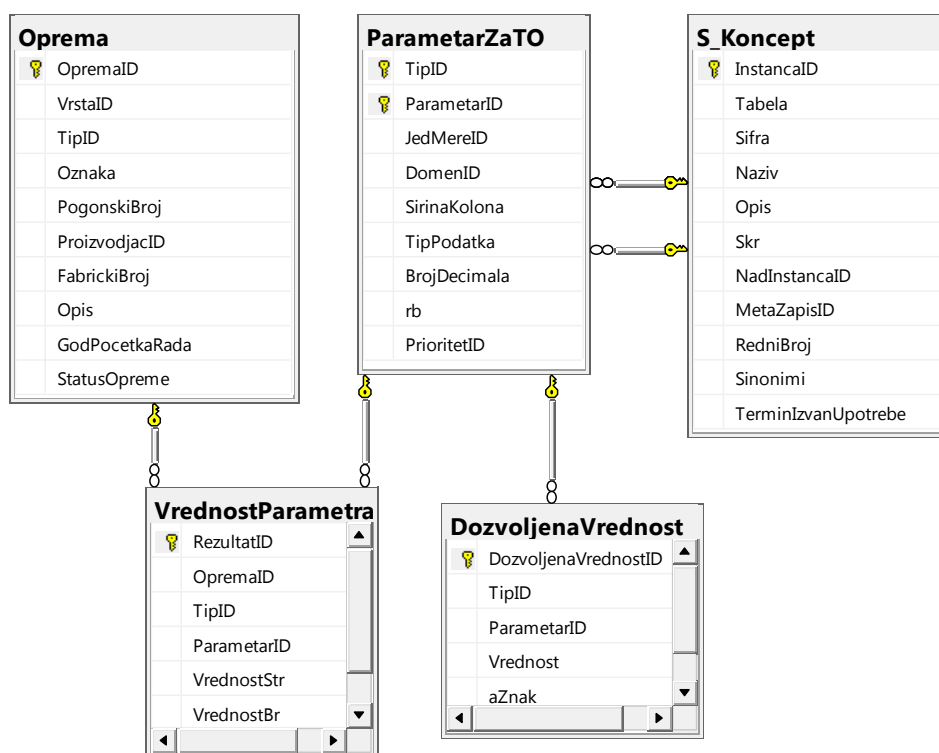 Oprema
OpremaID
VrstaID
TipID
Oznaka
PogonskiBroj
ProizvodjacID
FabrickiBroj
Opis
GodPocetkaRada
StatusOpreme
ParametarZaTO
TipID
ParametarID
JedMereID
DomenID
SirinaKolona
TipPodatka
BrojDecimala
rb
PrioritetID
S_Koncept
InstancaID
Tabela
Sifra
Naziv
Opis
Skr
NadInstancaID
MetaZapisID
RedniBroj
Sinonimi
TerminIzvanUpotrebe
VrednostParametra
RezultatID
OpremaID
TipID
ParametarID
VrednostStr
VrednostBr
DozvoljenaVrednost
DozvoljenaVrednostID
TipID
ParametarID
Vrednost
aZnak